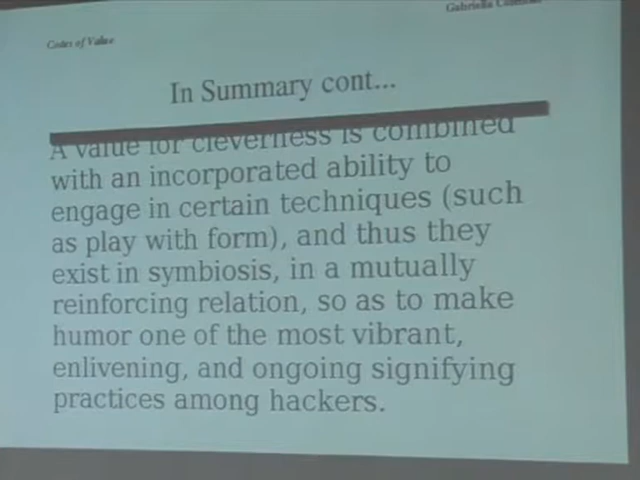 Codes of Value
Gabriella
In Summary cont...
A value for cleverness is combined
with an incorporated ability to
engage in certain techniques (such
as play with form), and thus they
exist in symbiosis, in a mutually
reinforcing relation, so as to make
humor one of the most vibrant,
enlivening, and ongoing signifying
practices among hackers.